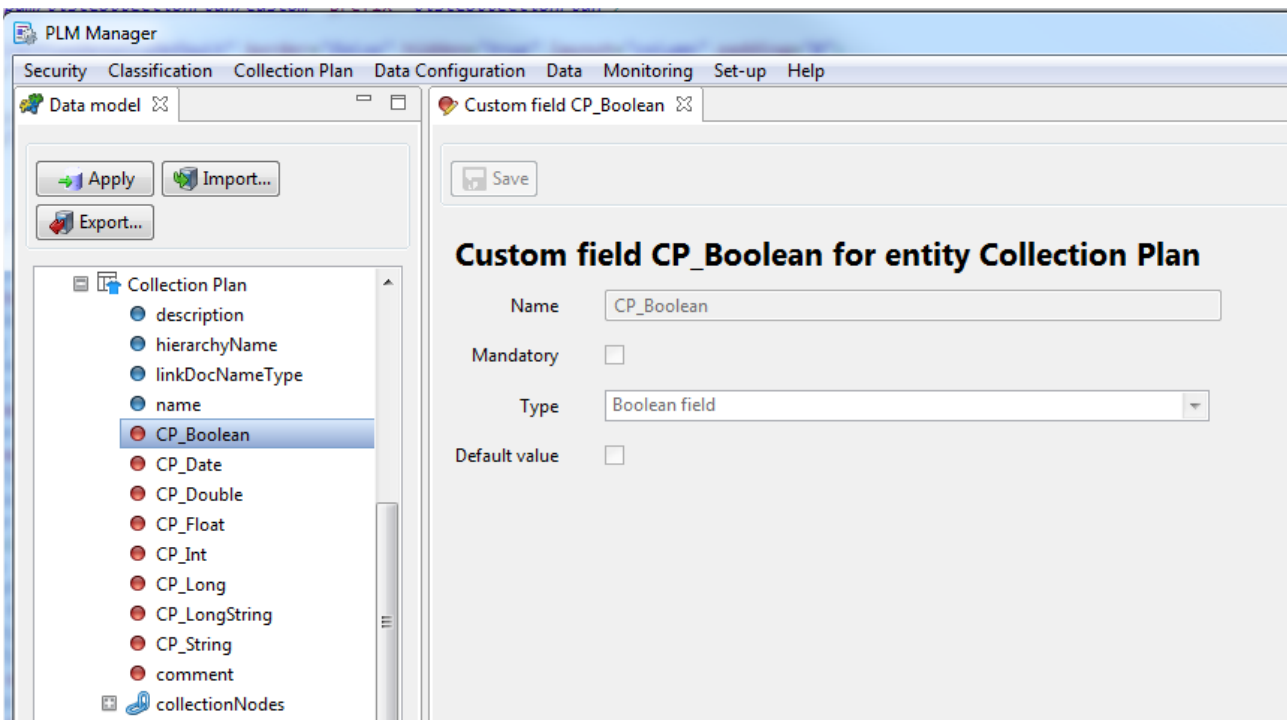 PLM Manager
Security Classification Collection Plan Data Configuration Data Monitoring Set-up Help
Data model
Custom field CP_Boolean
Apply
Import...
Export...
Save
Collection Plan
description
hierarchyName
linkDocNameType
name
CP_Boolean
CP_Date
CP_Double
CP_Float
CP_Int
CP_Long
CP_LongString
CP_String
comment
collectionNodes
Custom field CP_Boolean for entity Collection Plan
Name CP_Boolean
Mandatory
Type Boolean field
Default value